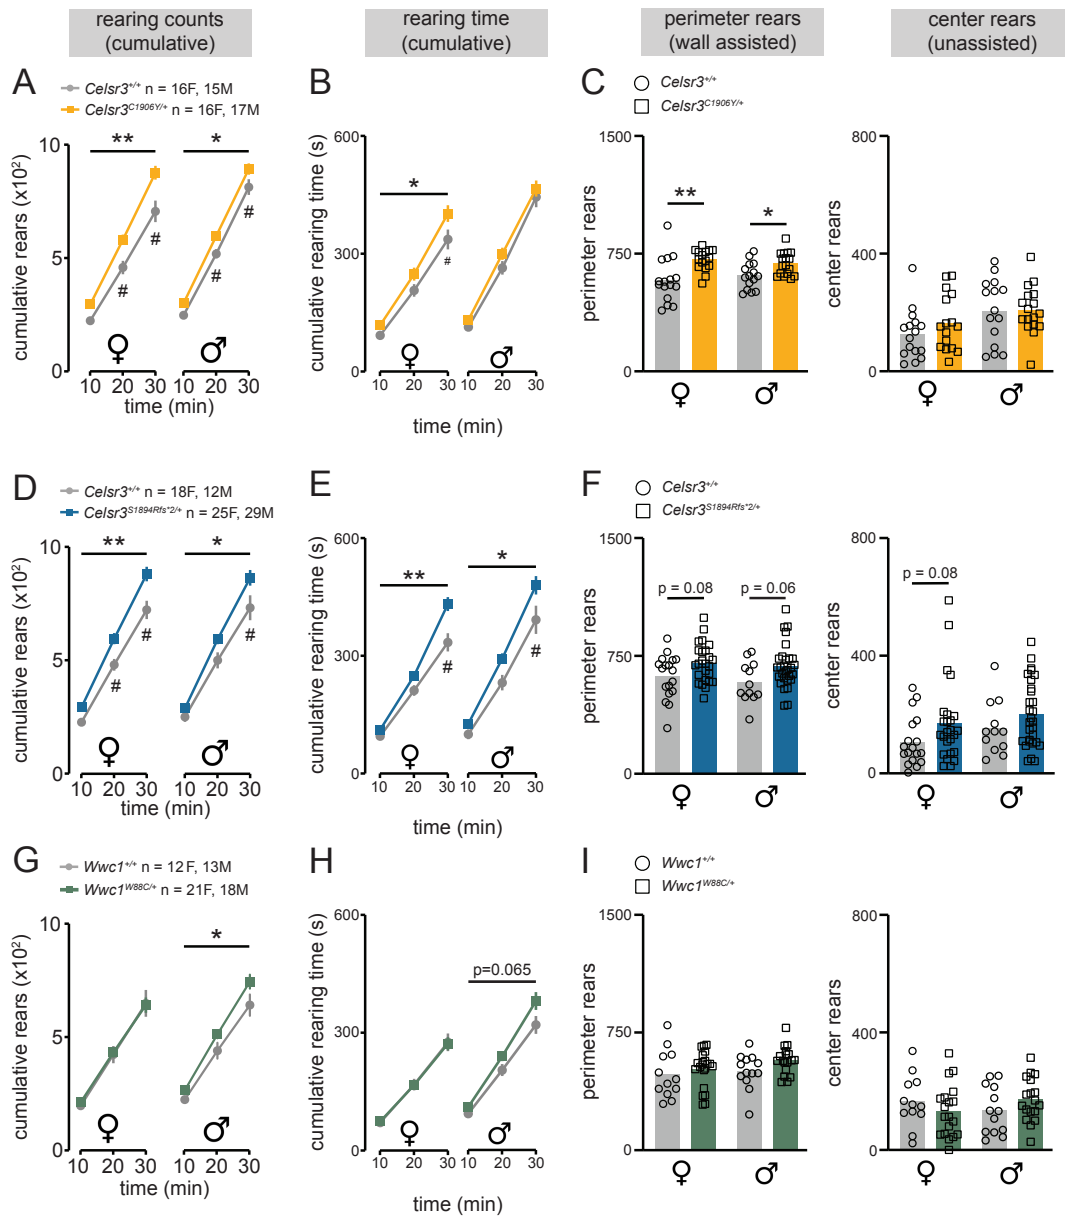 rearing counts
(cumulative)
rearing time
(cumulative)
perimeter rears
(wall assisted)
center rears
(unassisted)
A
Celsr3+/+ n = 16F, 15M
Celsr3C1906Y/+ n = 16F, 17M
cumulative rears (x10²)
10
5
0
** *
# # # #
♀ ♂
10 20 30 10 20 30
time (min)
B
cumulative rearing time (s)
600
300
0
*
#
♀ ♂
10 20 30 10 20 30
time (min)
C
Celsr3+/+
Celsr3C1906Y/+
perimeter rears
1500
750
0
** *
♀ ♂
center rears
800
400
0
♀ ♂
D
Celsr3+/+ n = 18F, 12M
Celsr3S1894Rfs*2/+ n = 25F, 29M
cumulative rears (x10²)
10
5
0
** *
# # #
♀ ♂
10 20 30 10 20 30
time (min)
E
cumulative rearing time (s)
600
300
0
** *
# #
♀ ♂
10 20 30 10 20 30
time (min)
F
Celsr3+/+
Celsr3S1894Rfs*2/+
perimeter rears
1500
750
0
p = 0.08 p = 0.06
♀ ♂
center rears
800
400
0
p = 0.08
♀ ♂
G
Wwc1+/+ n = 12F, 13M
Wwc1W88C/+ n = 21F, 18M
cumulative rears (x10²)
10
5
0
*
♀ ♂
10 20 30 10 20 30
time (min)
H
cumulative rearing time (s)
600
300
0
p=0.065
♀ ♂
10 20 30 10 20 30
time (min)
I
Wwc1+/+
Wwc1W88C/+
perimeter rears
1500
750
0
♀ ♂
center rears
800
400
0
♀ ♂